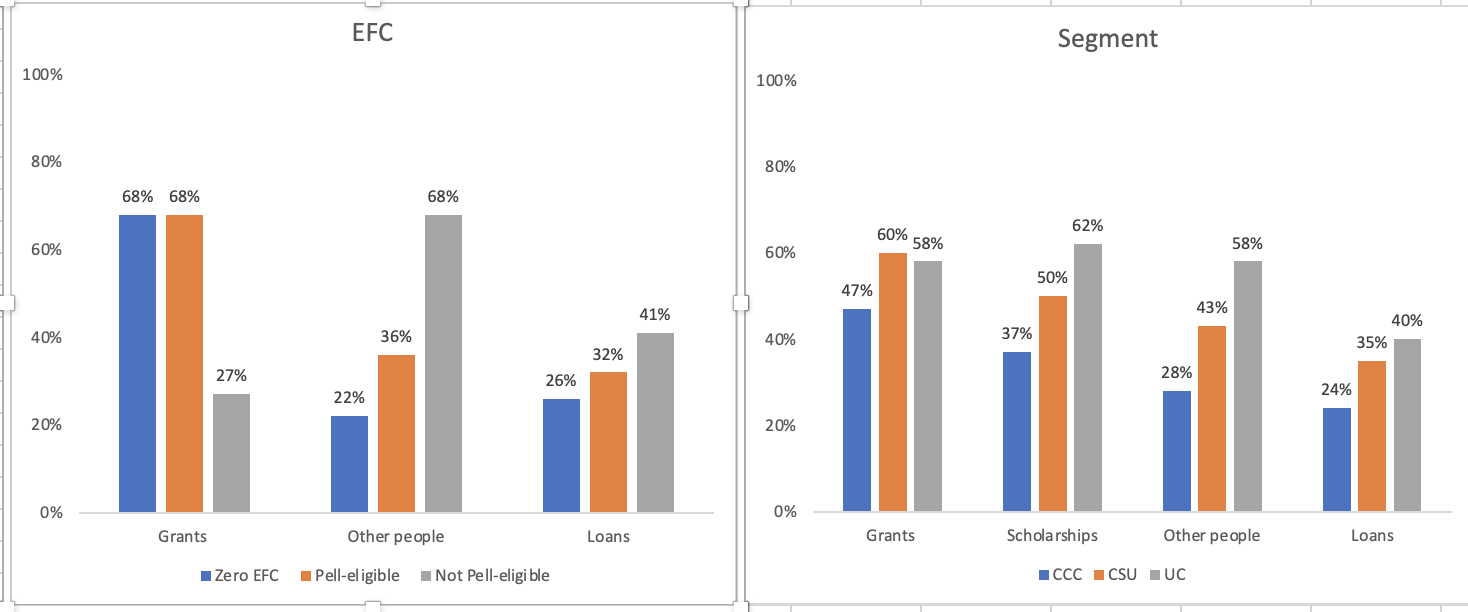 EFC
100%
80%
60%
40%
20%
0%
68%
68%
27%
22%
36%
68%
26%
32%
41%
Grants
Other people
Loans
Zero EFC
Pell-eligible
Not Pell-eligible
Segment
100%
80%
60%
40%
20%
0%
47%
60%
58%
37%
50%
62%
28%
43%
58%
24%
35%
40%
Grants
Scholarships
Other people
Loans
CCC
CSU
UC